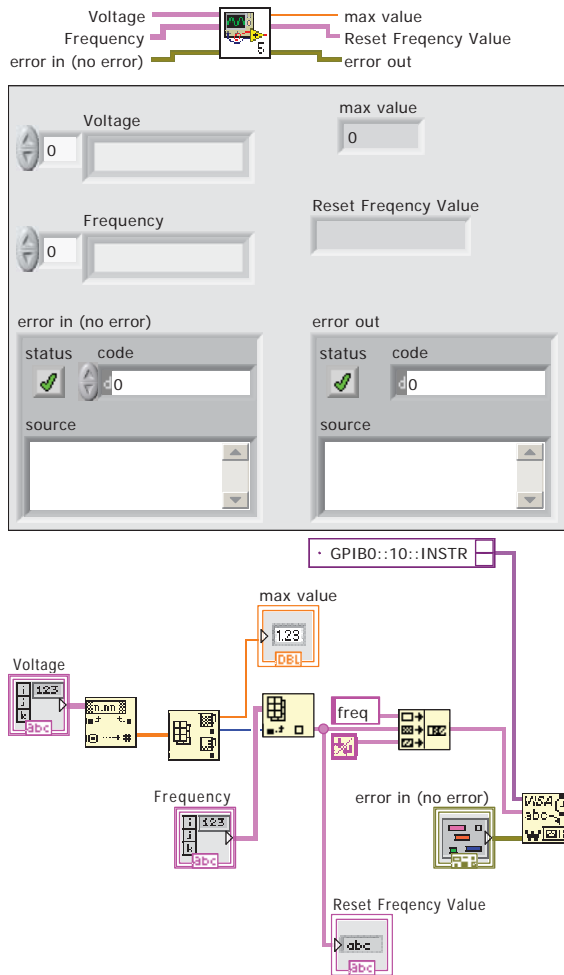 Voltage
max value
Frequency
Reset Freqency Value
error in (no error)
error out
5
Voltage
max value
0
0
Frequency
Reset Freqency Value
0
error in (no error)
error out
status code
status code
d 0
d 0
source
source
GPIB0::10::INSTR
max value
1.23
DBL
Voltage
i 123
j
k
abc
n.nn
freq
Frequency
i 123
j
k
abc
error in (no error)
VISA
abc
W
Reset Freqency Value
abc
abc